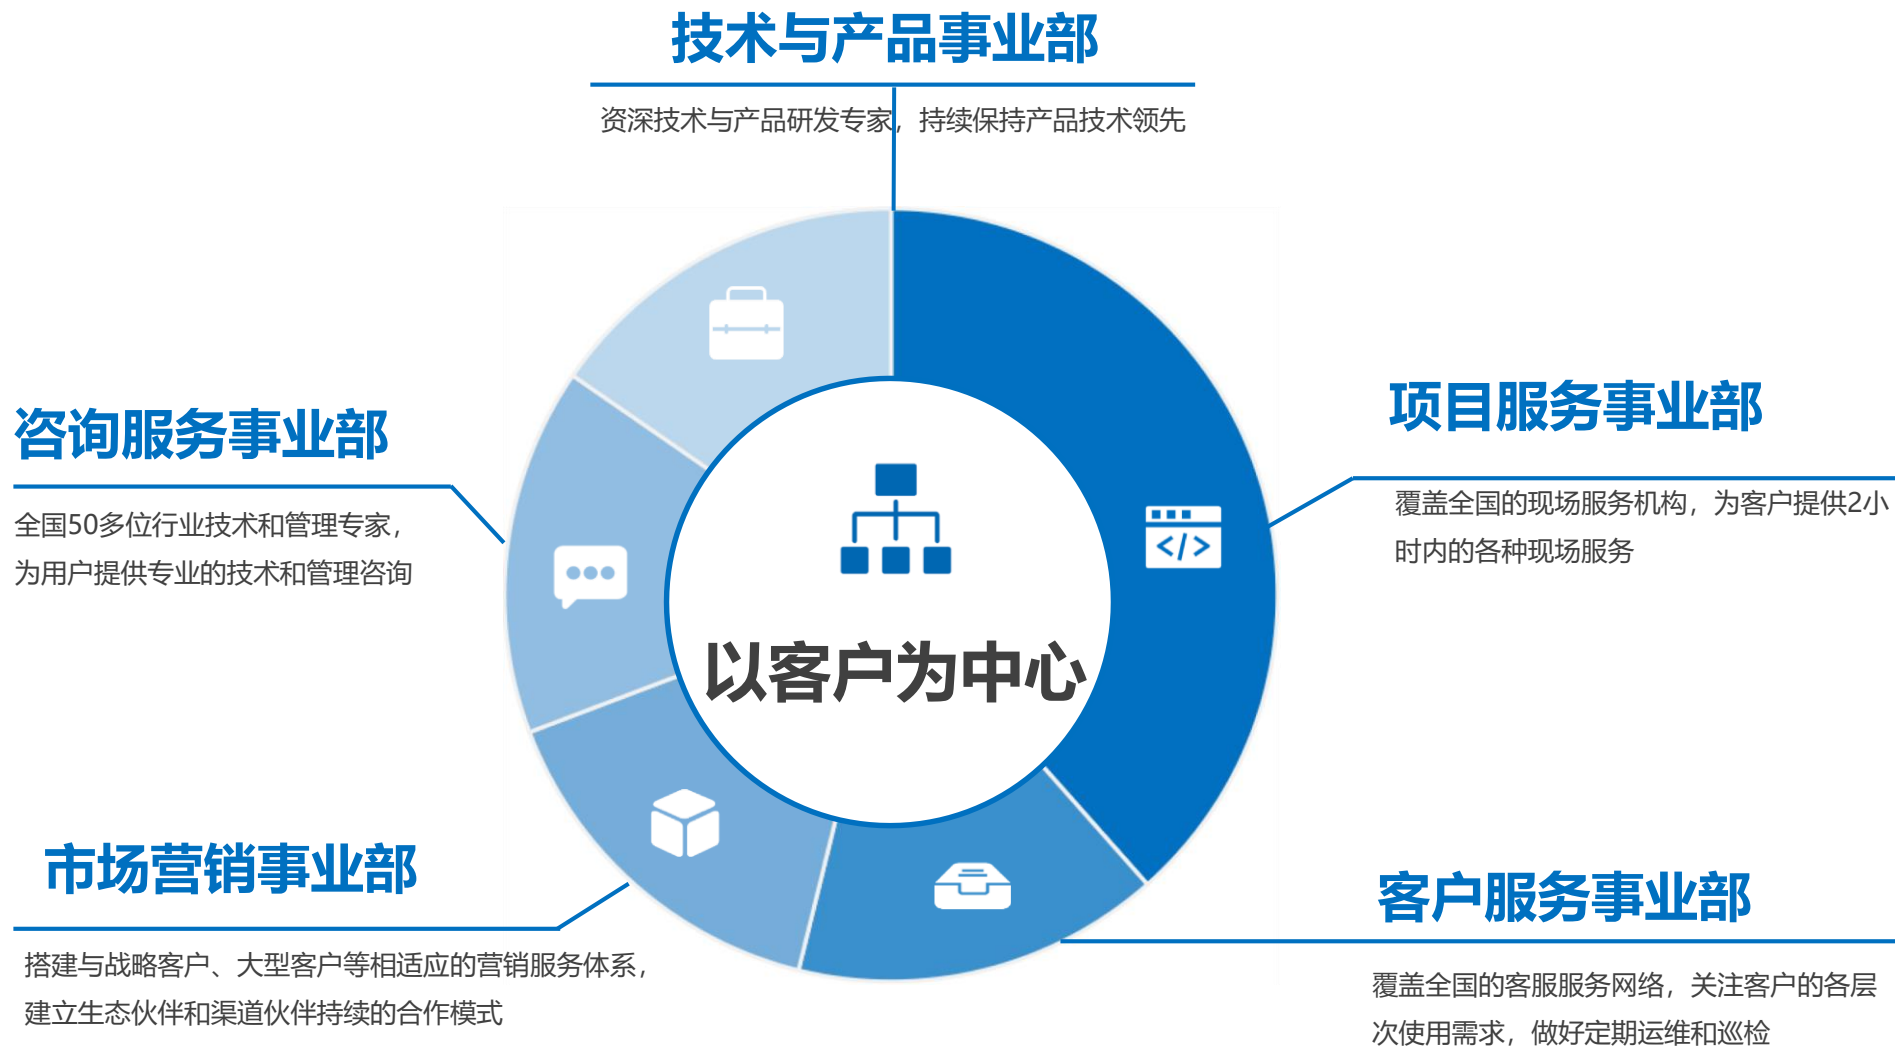 技术与产品事业部
资深技术与产品研发专家，持续保持产品技术领先
咨询服务事业部
全国50多位行业技术和管理专家，
为用户提供专业的技术和管理咨询
项目服务事业部
覆盖全国的现场服务机构，为客户提供2小
时内的各种现场服务
</>
以客户为中心
市场营销事业部
搭建与战略客户、大型客户等相适应的营销服务体系，
建立生态伙伴和渠道伙伴持续的合作模式
客户服务事业部
覆盖全国的客服服务网络，关注客户的各层
次使用需求，做好定期运维和巡检